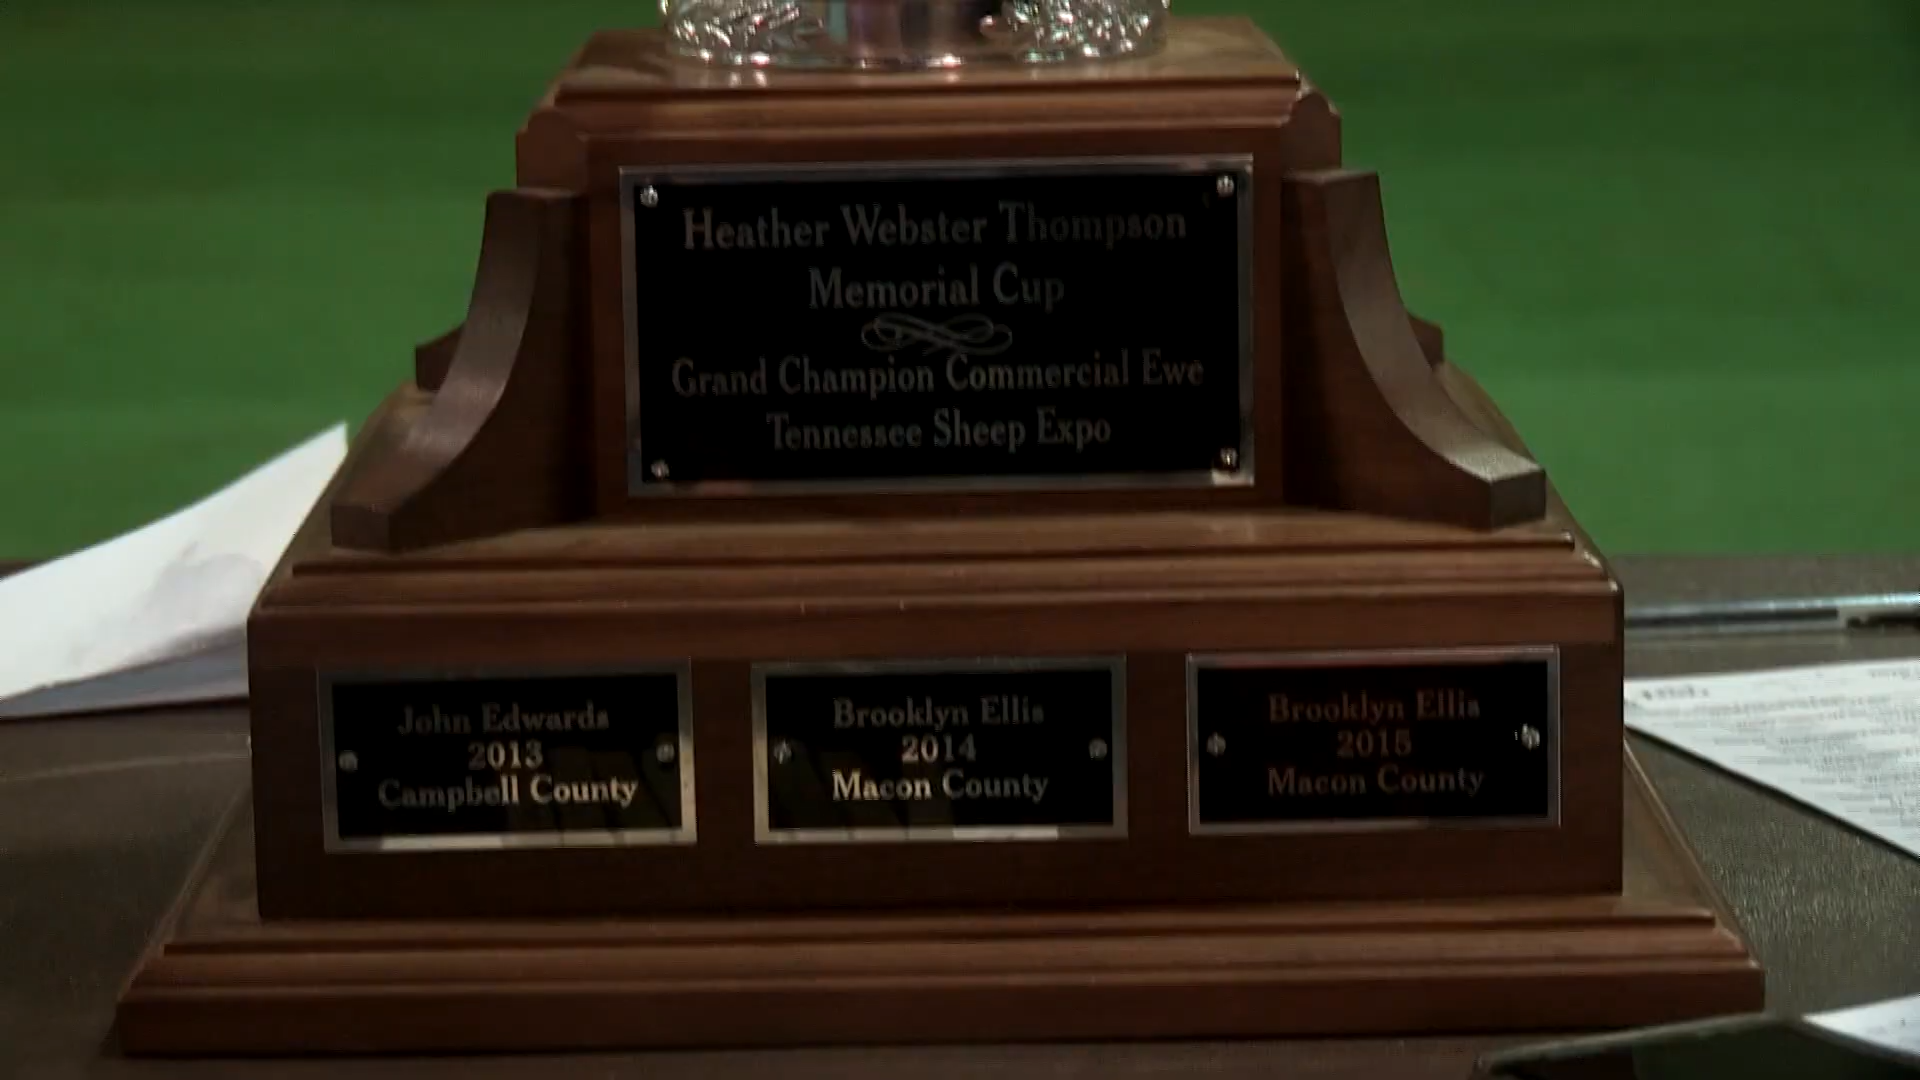 Heather Webster Thompson
Memorial Cup
Grand Champion Commercial Ewe
Tennessee Sheep Expo
John Edwards
2013
Campbell County
Brooklyn Ellis
2014
Macon County
Brooklyn Ellis
2015
Macon County